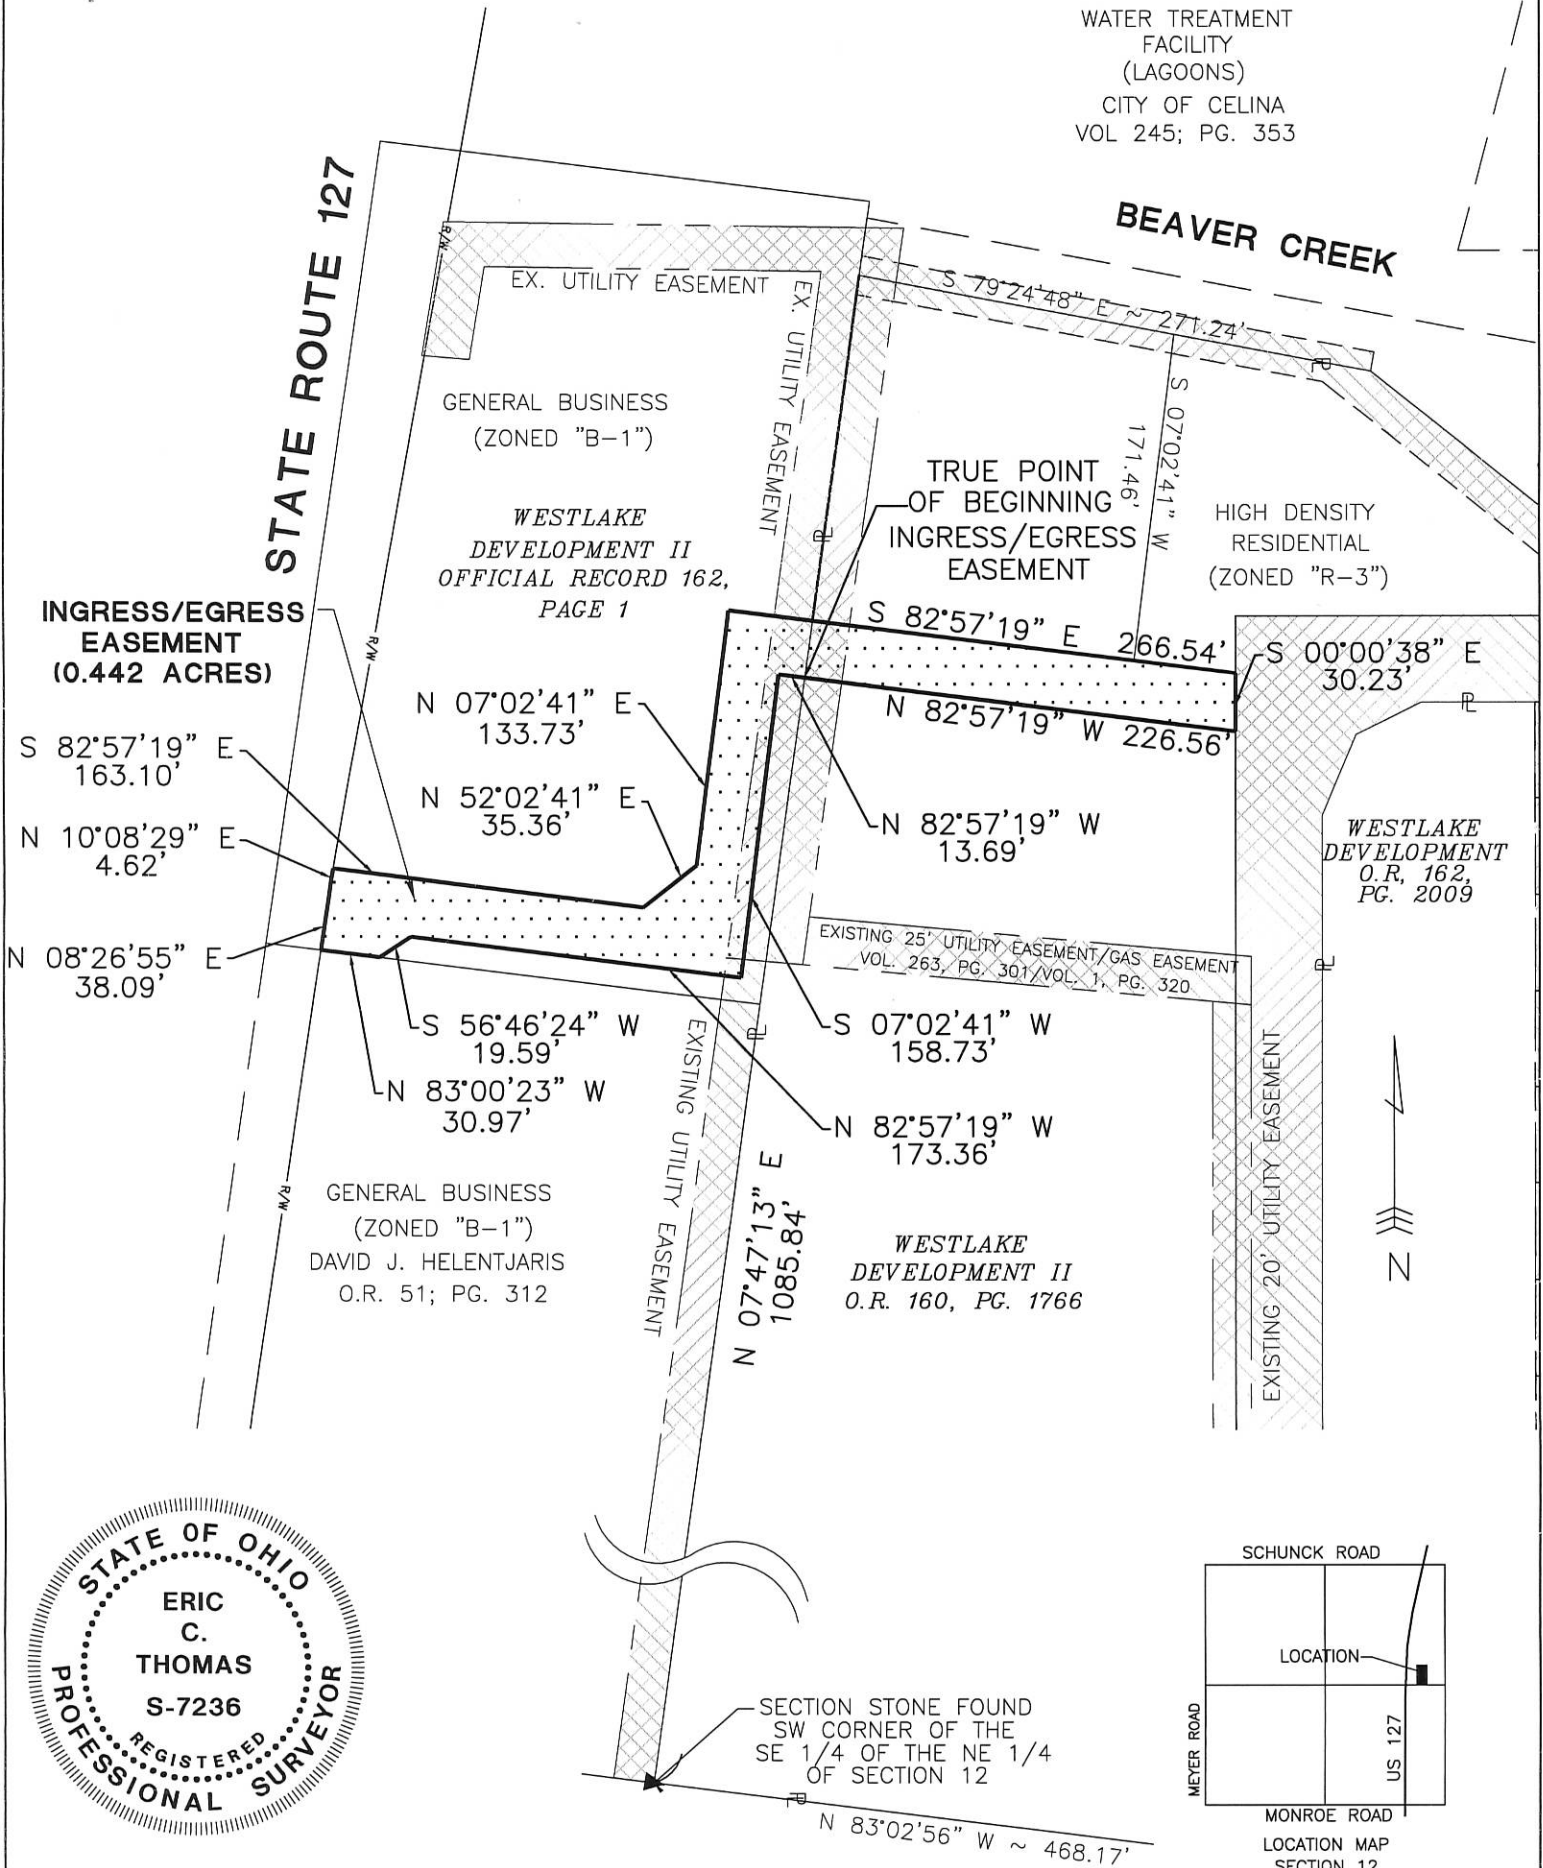 WATER TREATMENT
FACILITY
(LAGOONS)
CITY OF CELINA
VOL 245; PG. 353
STATE ROUTE 127
BEAVER CREEK
R/W
EX. UTILITY EASEMENT
EX. UTILITY EASEMENT
S 79°24'48" E ~ 271.24'
PL
GENERAL BUSINESS
(ZONED "B-1")
S 07°02'41" W
171.46'
TRUE POINT
OF BEGINNING
INGRESS/EGRESS
EASEMENT
HIGH DENSITY
RESIDENTIAL
(ZONED "R-3")
WESTLAKE
DEVELOPMENT II
OFFICIAL RECORD 162,
PAGE 1
PL
INGRESS/EGRESS
EASEMENT
(0.442 ACRES)
R/W
S 82°57'19" E 266.54'
S 00°00'38" E
30.23'
PL
N 07°02'41" E
133.73'
N 82°57'19" W 226.56'
S 82°57'19" E
163.10'
N 52°02'41" E
35.36'
N 82°57'19" W
13.69'
N 10°08'29" E
4.62'
WESTLAKE
DEVELOPMENT
O.R, 162,
PG. 2009
N 08°26'55" E
38.09'
EXISTING 25' UTILITY EASEMENT/GAS EASEMENT
VOL. 263, PG. 301/VOL. 1, PG. 320
PL
S 56°46'24" W
19.59'
S 07°02'41" W
158.73'
PL
N 83°00'23" W
30.97'
N 82°57'19" W
173.36'
EXISTING UTILITY EASEMENT
EXISTING 20' UTILITY EASEMENT
N 07°47'13" E
1085.84'
R/W
GENERAL BUSINESS
(ZONED "B-1")
DAVID J. HELENTJARIS
O.R. 51; PG. 312
WESTLAKE
DEVELOPMENT II
O.R. 160, PG. 1766
N
STATE OF OHIO
ERIC
C.
THOMAS
S-7236
REGISTERED
PROFESSIONAL SURVEYOR
SECTION STONE FOUND
SW CORNER OF THE
SE 1/4 OF THE NE 1/4
OF SECTION 12
PL
N 83°02'56" W ~ 468.17'
SCHUNCK ROAD
LOCATION
MEYER ROAD
US 127
MONROE ROAD
LOCATION MAP
SECTION 12